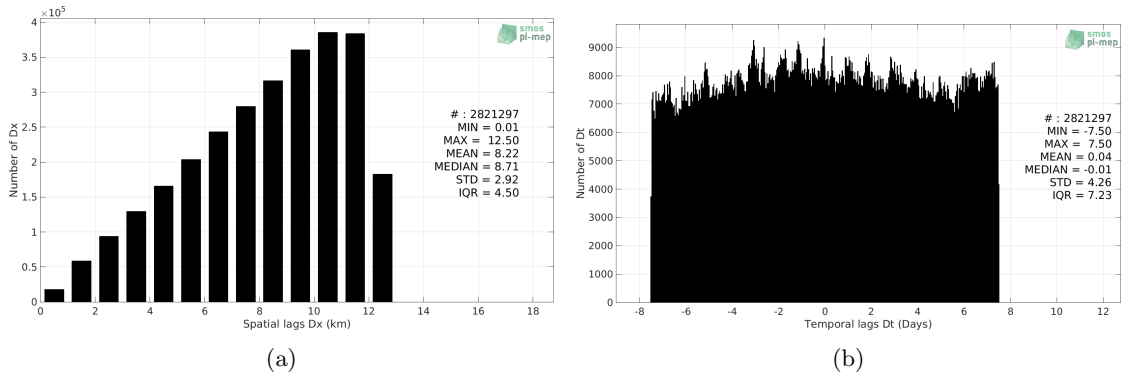 ×10⁵
4
3.5
3
2.5
2
1.5
1
0.5
0
Number of Dx
smos
pi-mep
# : 2821297
MIN = 0.01
MAX = 12.50
MEAN = 8.22
MEDIAN = 8.71
STD = 2.92
IQR = 4.50
0 2 4 6 8 10 12 14 16 18
Spatial lags Dx (km)
(a)
9000
8000
7000
6000
5000
4000
3000
2000
1000
0
Number of Dt
smos
pi-mep
# : 2821297
MIN = -7.50
MAX = 7.50
MEAN = 0.04
MEDIAN = -0.01
STD = 4.26
IQR = 7.23
-8 -6 -4 -2 0 2 4 6 8 10 12
Temporal lags Dt (Days)
(b)